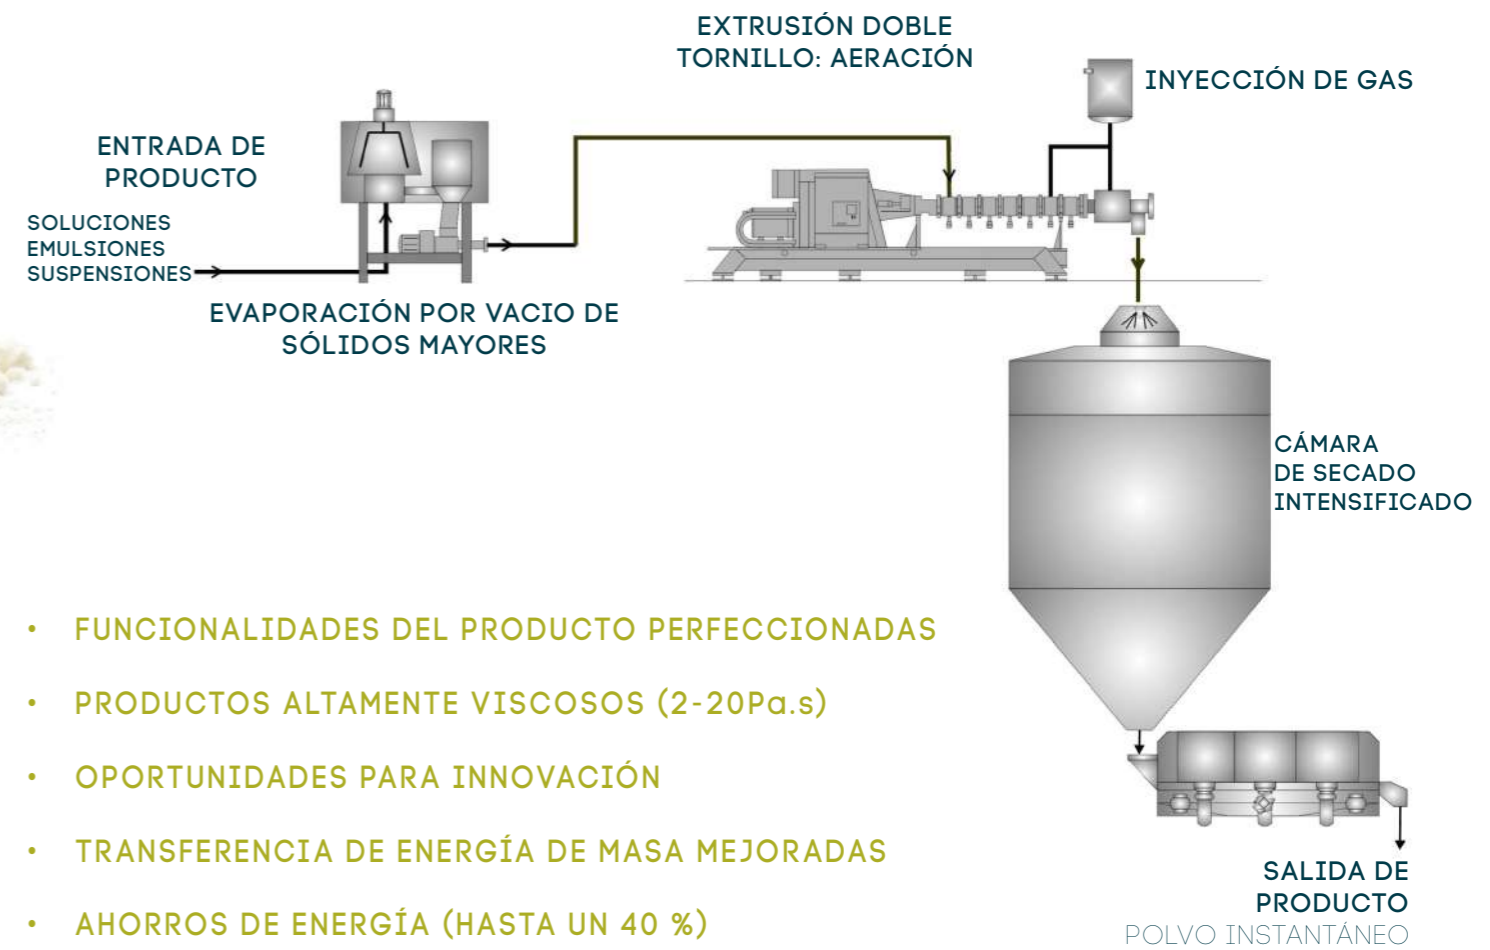 EXTRUSIÓN DOBLE
TORNILLO: AERACIÓN
INYECCIÓN DE GAS
ENTRADA DE
PRODUCTO
SOLUCIONES
EMULSIONES
SUSPENSIONES
EVAPORACIÓN POR VACIO DE
SÓLIDOS MAYORES
CÁMARA
DE SECADO
INTENSIFICADO
• FUNCIONALIDADES DEL PRODUCTO PERFECCIONADAS
• PRODUCTOS ALTAMENTE VISCOSOS (2-20Pa.s)
• OPORTUNIDADES PARA INNOVACIÓN
• TRANSFERENCIA DE ENERGÍA DE MASA MEJORADAS
• AHORROS DE ENERGÍA (HASTA UN 40 %)
SALIDA DE
PRODUCTO
POLVO INSTANTÁNEO